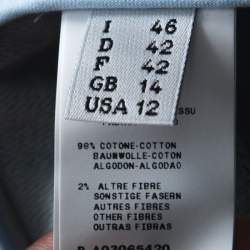 I 46
D 42
F 42
GB 14
USA 12
98% COTONE-COTTON
BAUMWOLLE-COTON
ALGODON-ALGODAO
2% ALTRE FIBRE
SONSTIGE FASERN
AUTRES FIBRES
OTHER FIBRES
OUTRAS FIBRAS